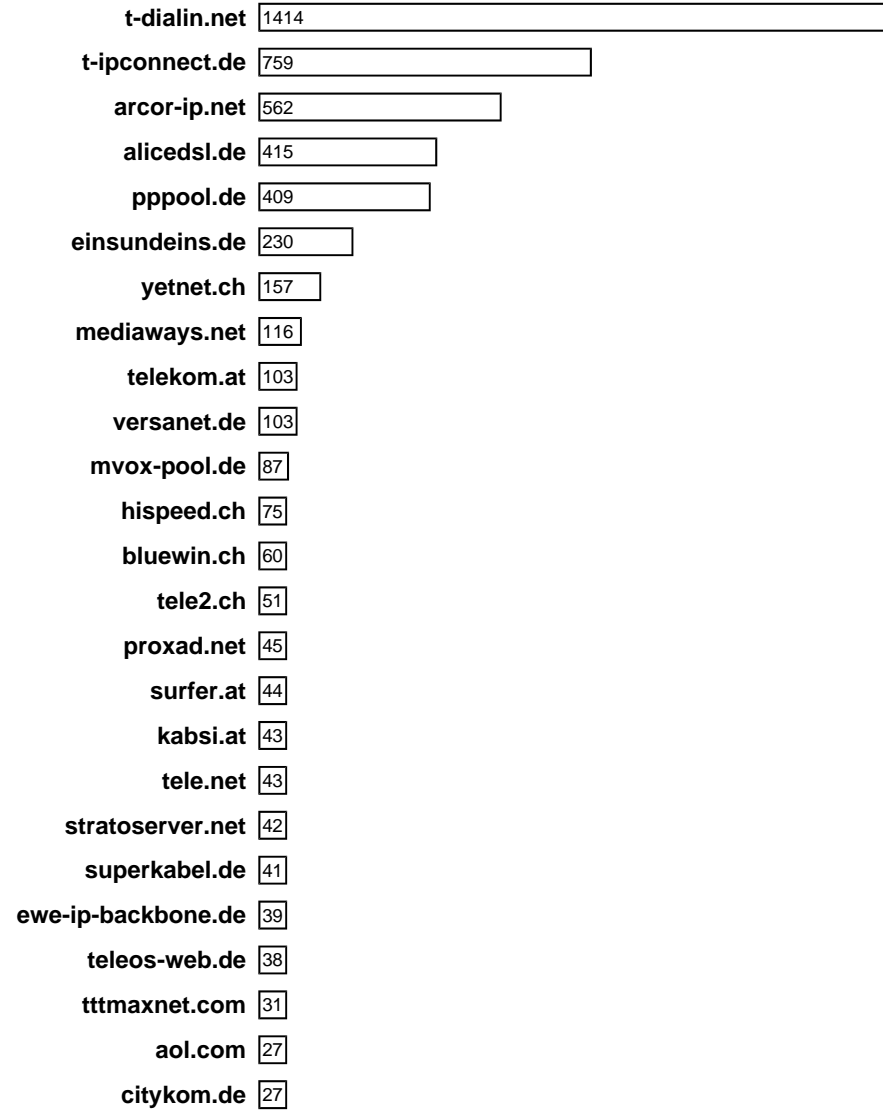 t-dialin.net 1414
t-ipconnect.de 759
arcor-ip.net 562
alicedsl.de 415
pppool.de 409
einsundeins.de 230
yetnet.ch 157
mediaways.net 116
telekom.at 103
versanet.de 103
mvox-pool.de 87
hispeed.ch 75
bluewin.ch 60
tele2.ch 51
proxad.net 45
surfer.at 44
kabsi.at 43
tele.net 43
stratoserver.net 42
superkabel.de 41
ewe-ip-backbone.de 39
teleos-web.de 38
tttmaxnet.com 31
aol.com 27
citykom.de 27